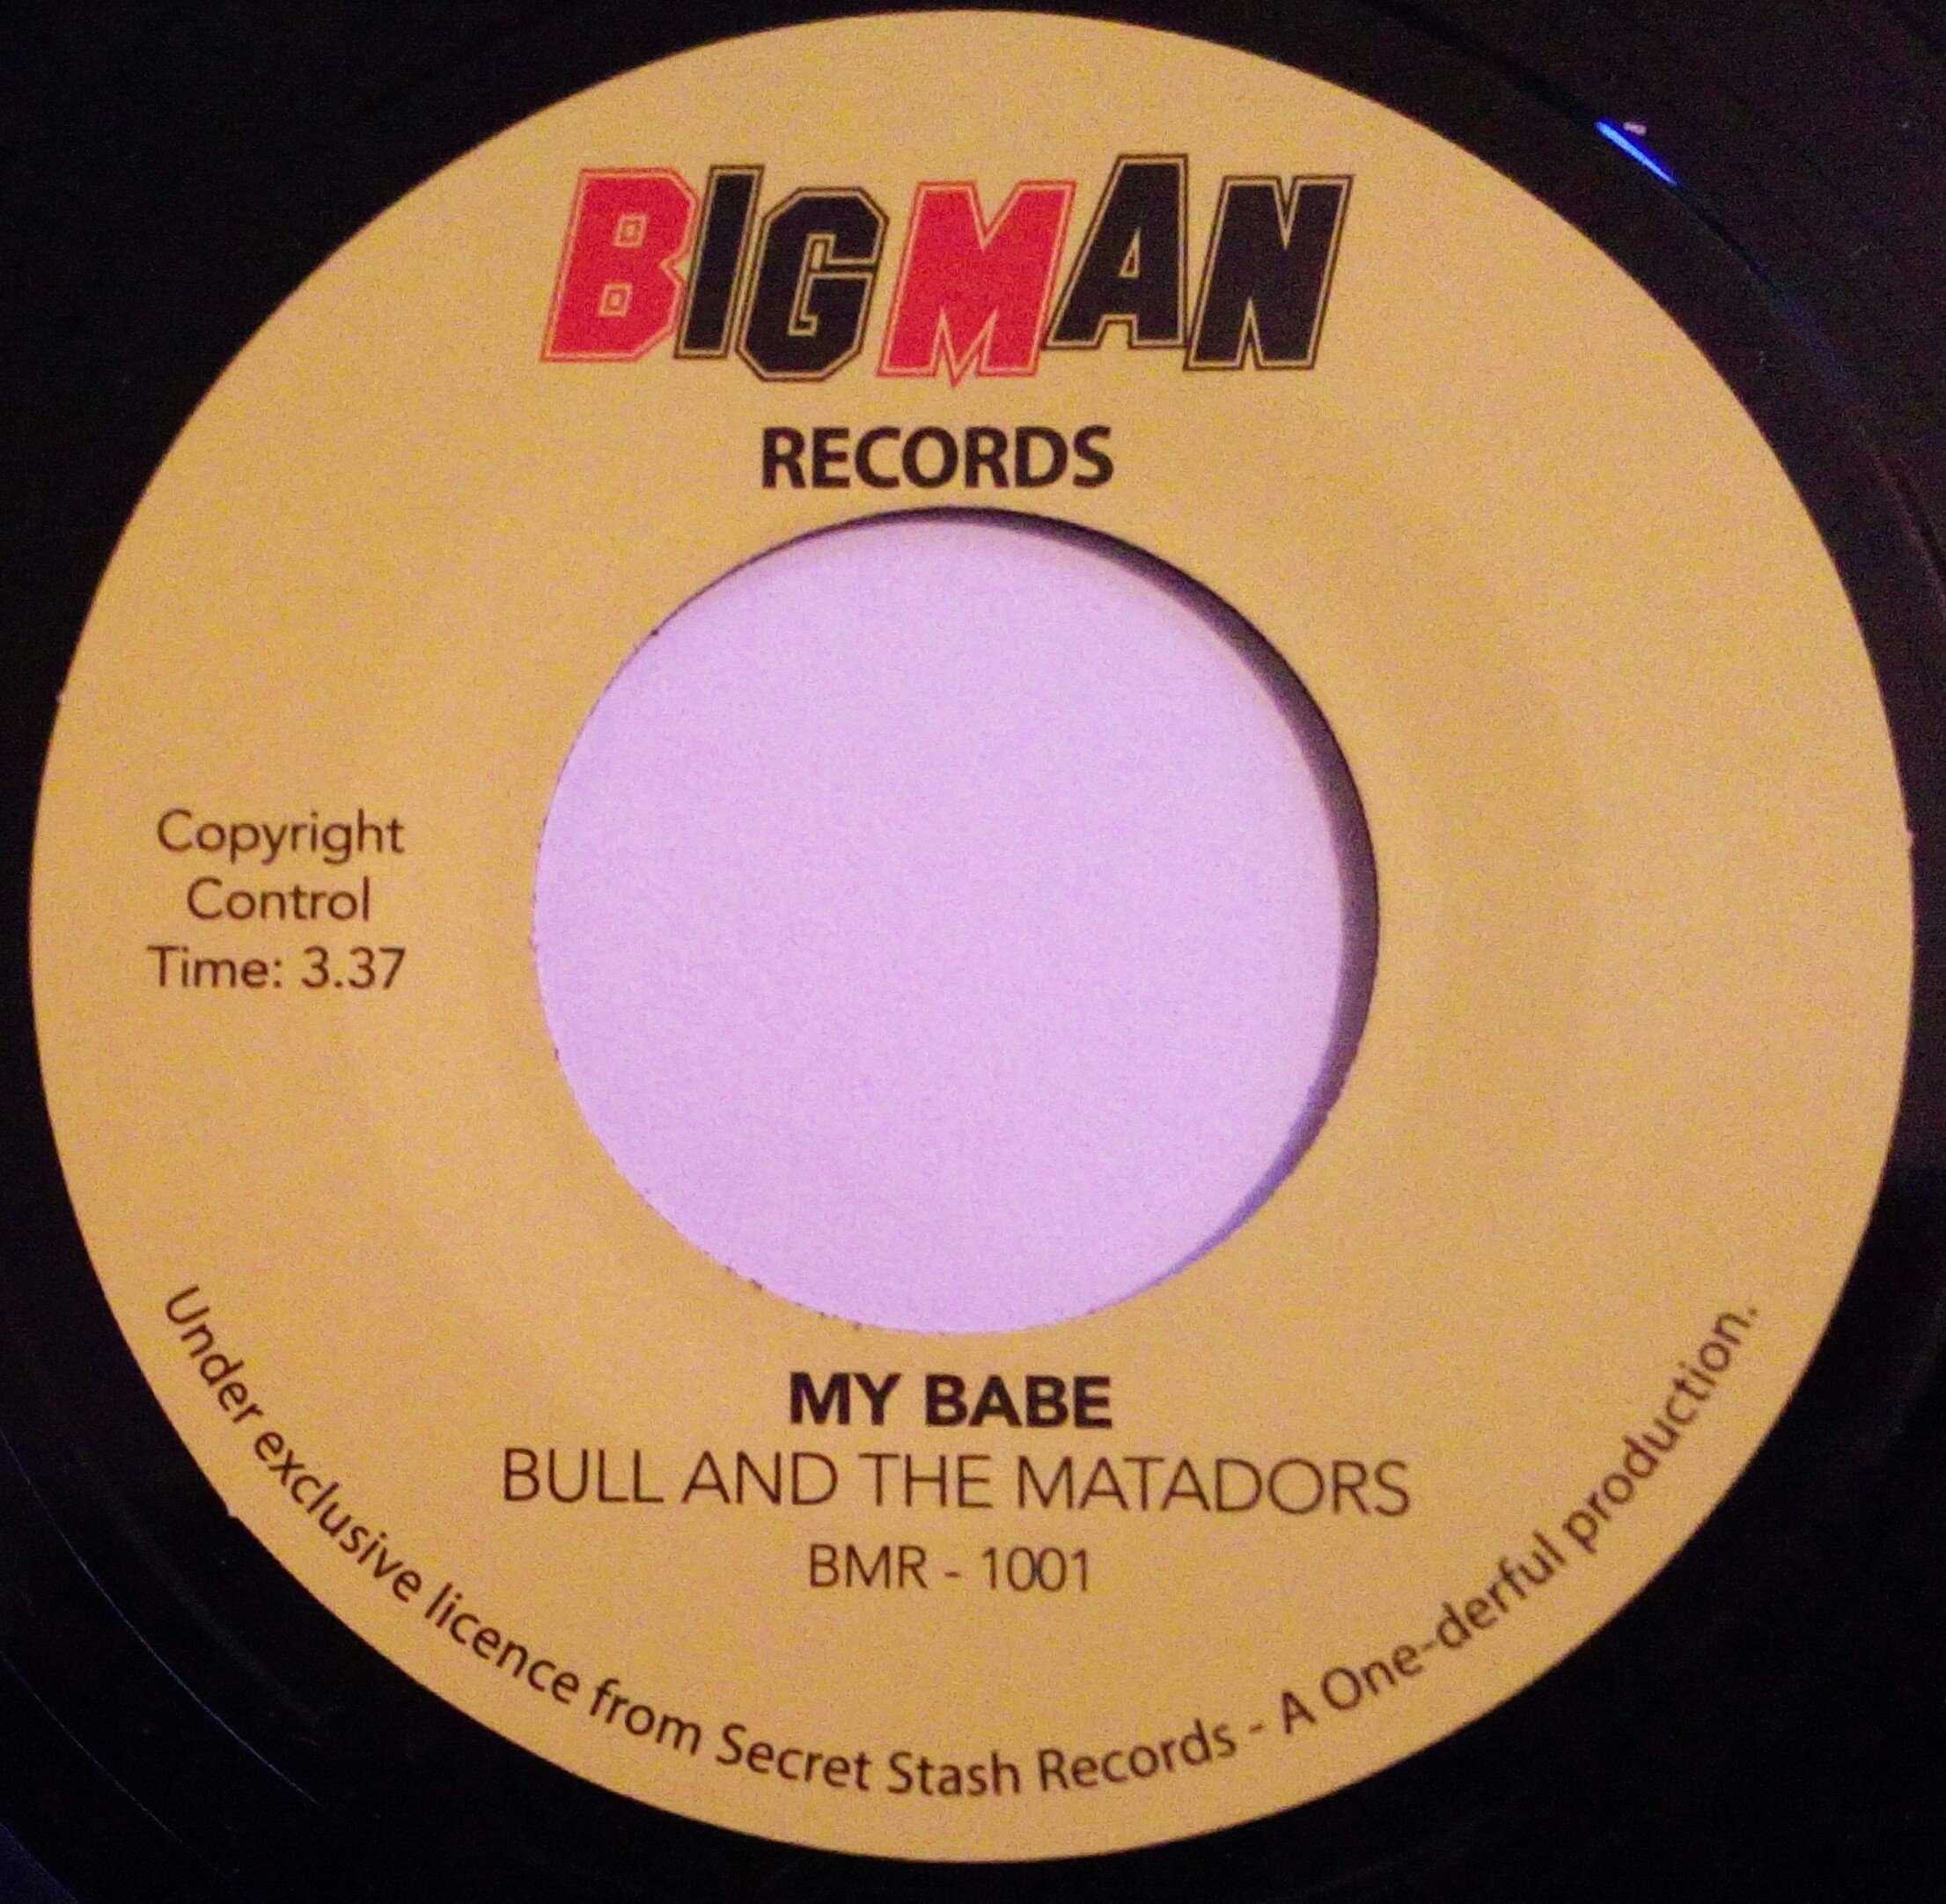 BIGMAN
RECORDS
Copyright
Control
Time: 3.37
MY BABE
BULL AND THE MATADORS
BMR - 1001
Under exclusive licence from Secret Stash Records - A One-derful production.